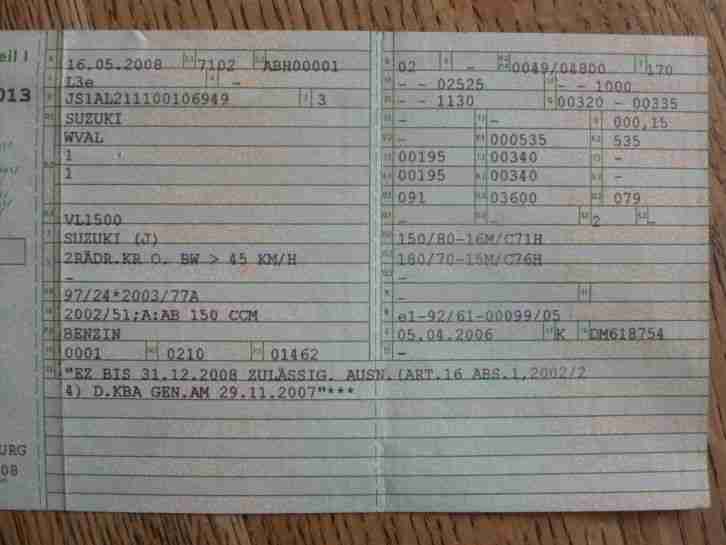 eil I
013
URG
08
16.05.2008 7102 ABH00001
L3e -
JS1AL211100106949 3
SUZUKI
WVAL
1
1
VL1500
SUZUKI (J)
2RÄDR.KR O. BW > 45 KM/H
-
97/24*2003/77A
2002/51;A:AB 150 CCM
BENZIN
0001 0210 01462
02 - 0049/04800 170
- - 02525 - - 1000
- - 1130 00320 - 00335
- - 000,15
- 000535 535
00195 00340 -
00195 00340 -
091 03600 079
- - 2 -
150/80-16M/C71H
180/70-15M/C76H
-
-
e1-92/61-00099/05
05.04.2006 K DM618754
-
"EZ BIS 31.12.2008 ZULÄSSIG. AUSN.(ART.16 ABS.1,2002/2
4) D.KBA GEN.AM 29.11.2007"***